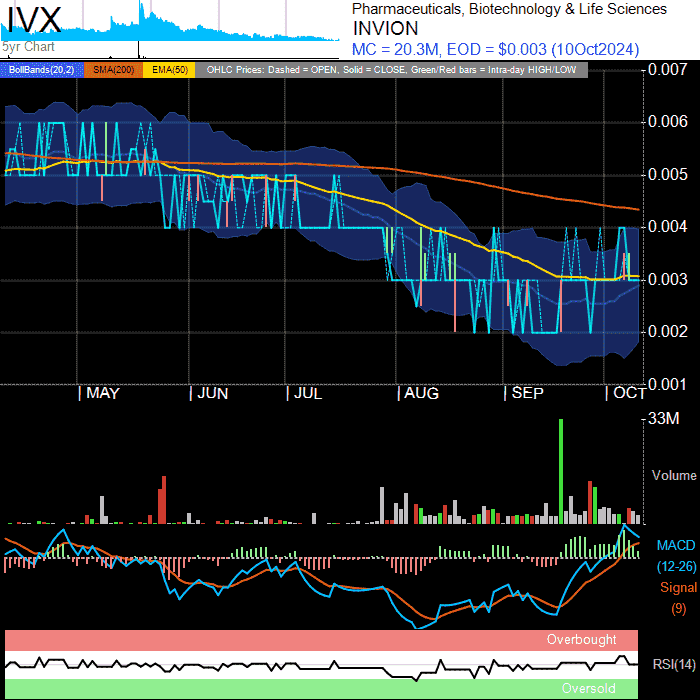 IVX
5yr Chart
Pharmaceuticals, Biotechnology & Life Sciences
INVION
MC = 20.3M, EOD = $0.003 (10Oct2024)
BollBands(20,2) SMA(200) EMA(50) OHLC Prices: Dashed = OPEN, Solid = CLOSE, Green/Red bars = Intra-day HIGH/LOW
0.007
0.006
0.005
0.004
0.003
0.002
0.001
MAY JUN JUL AUG SEP OCT
33M
Volume
MACD
(12-26)
Signal
(9)
Overbought
RSI(14)
Oversold